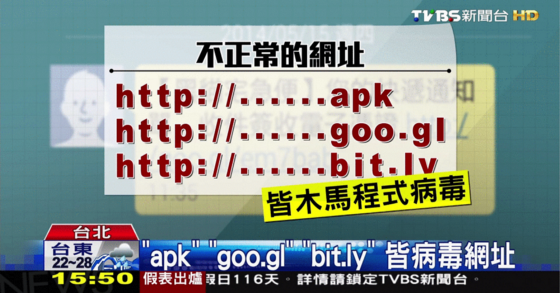 TVBS新聞台 HD
不正常的網址
http://......apk
http://......goo.gl
http://......bit.ly
皆木馬程式病毒
台北
台東
22~28
"apk" "goo.gl" "bit.ly" 皆病毒網址
15:50
假表出爐
假日116天。 詳情請鎖定TVBS新聞台。